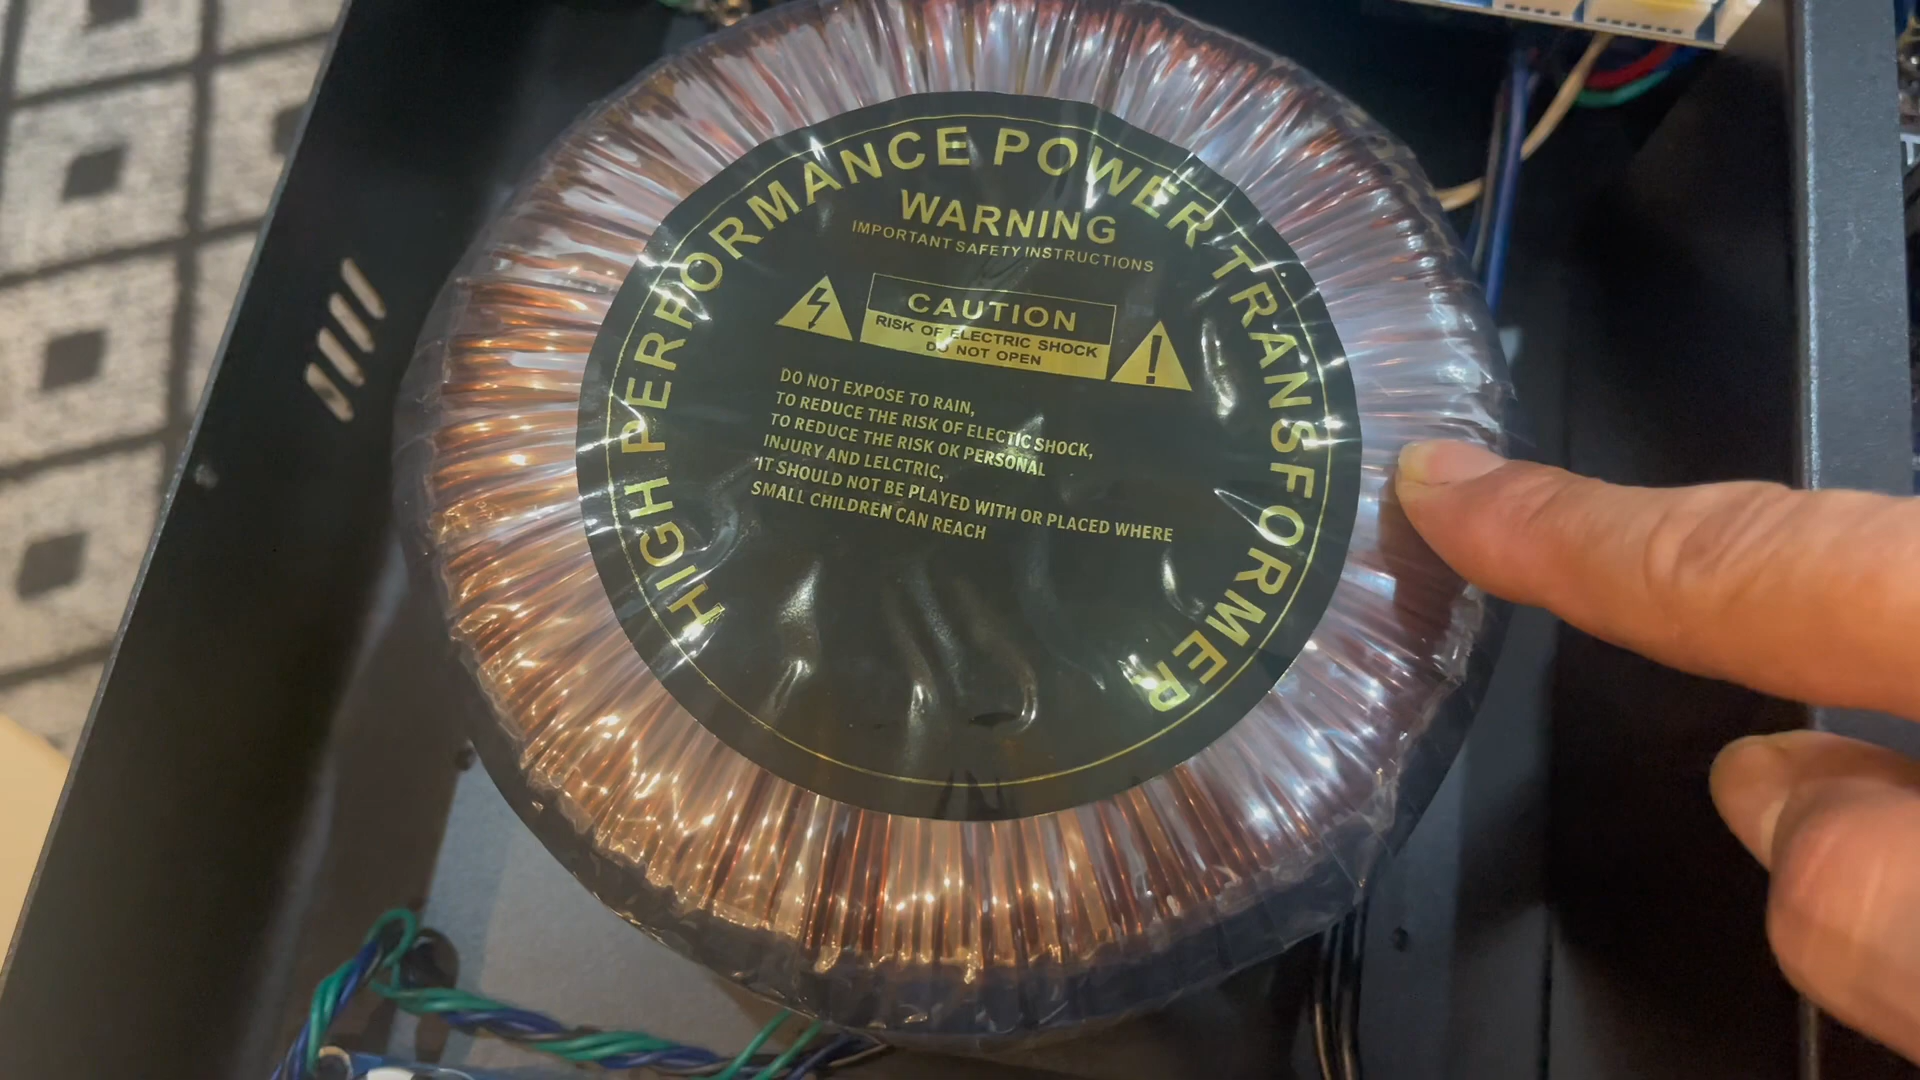 HIGH PERFORMANCE POWER TRANSFORMER
WARNING
IMPORTANT SAFETY INSTRUCTIONS
CAUTION
RISK OF ELECTRIC SHOCK
DO NOT OPEN
DO NOT EXPOSE TO RAIN,
TO REDUCE THE RISK OF ELECTIC SHOCK,
TO REDUCE THE RISK OK PERSONAL
INJURY AND LELCTRIC,
IT SHOULD NOT BE PLAYED WITH OR PLACED WHERE
SMALL CHILDREN CAN REACH